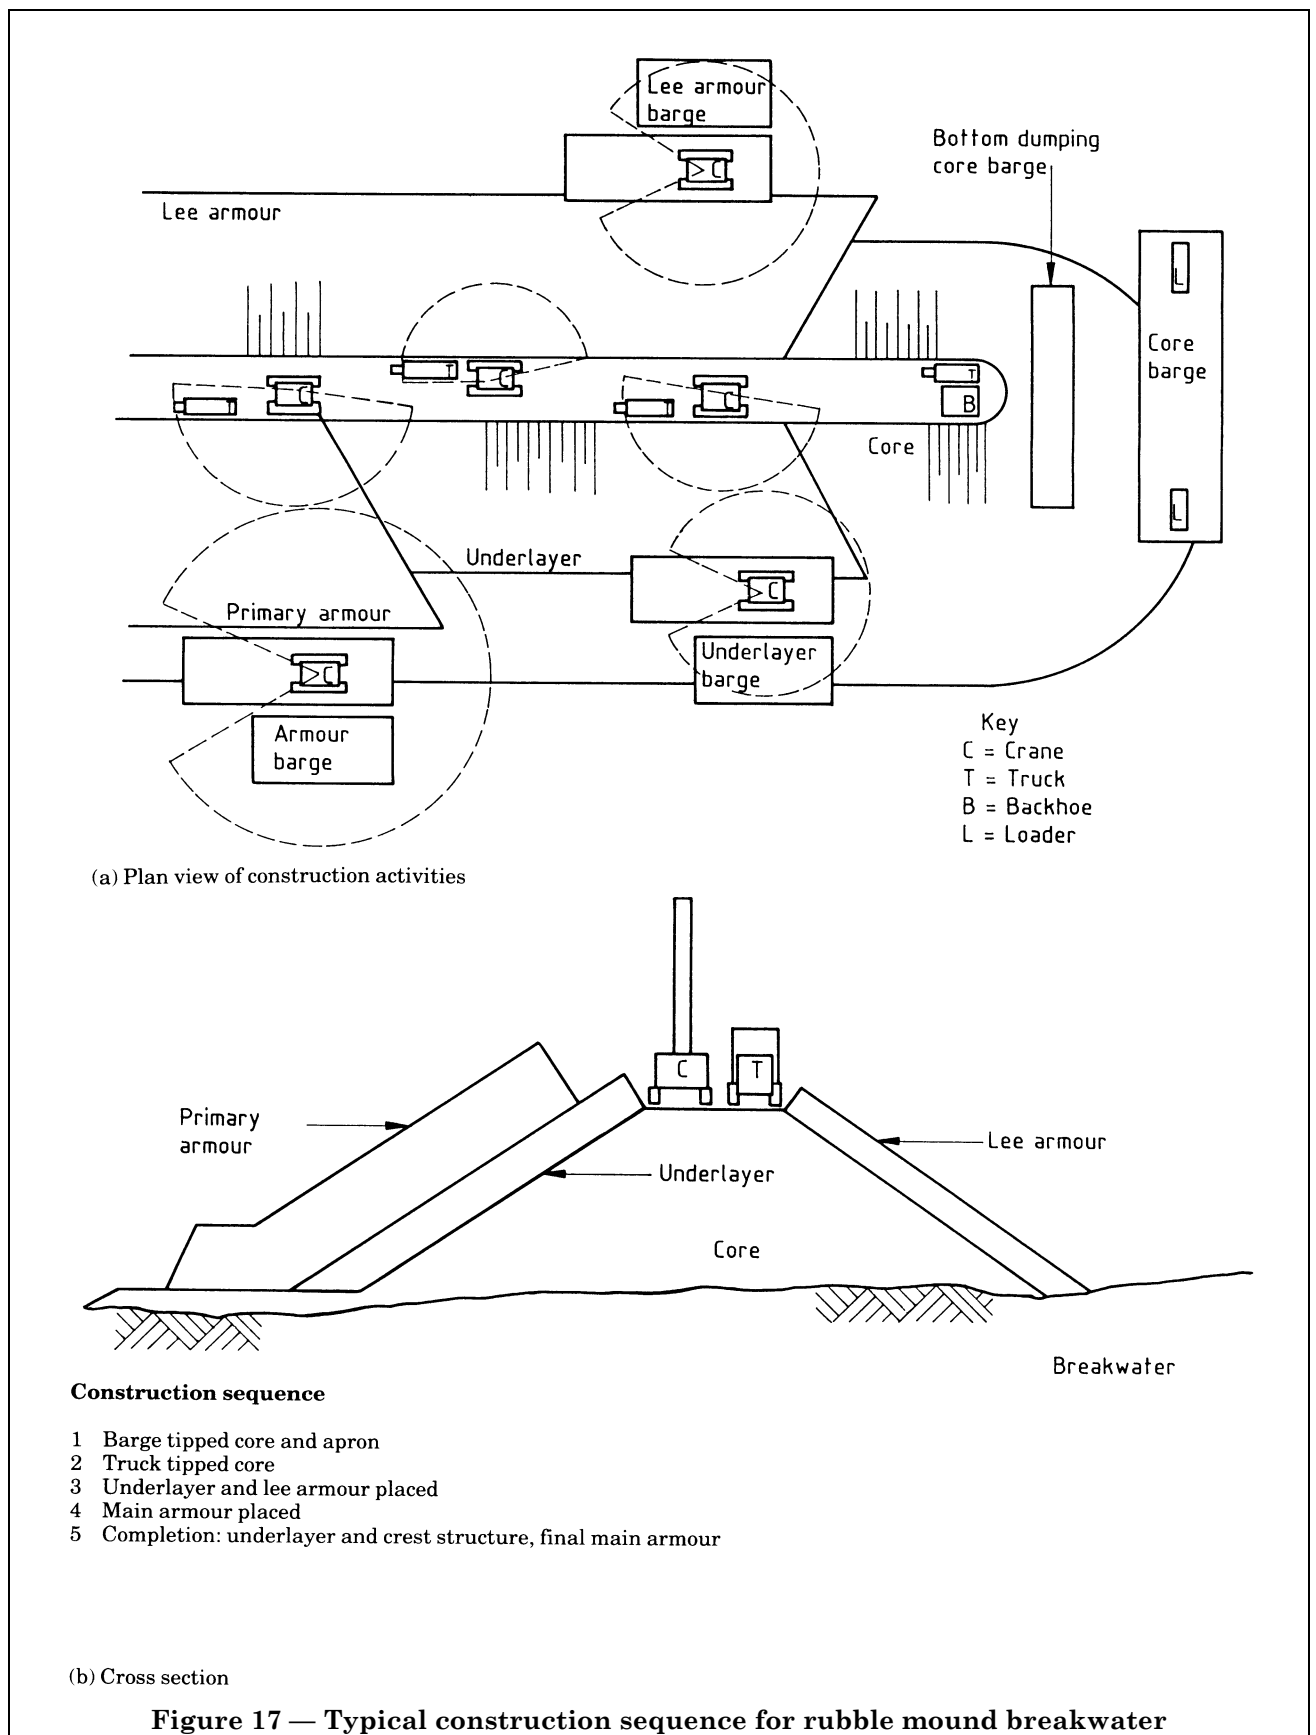 Lee armour
barge
C
Bottom dumping
core barge
Lee armour
L
Core
barge
T
C
T
C
T
C
T
B
Core
L
Underlayer
C
Primary armour
C
Underlayer
barge
Armour
barge
Key
C = Crane
T = Truck
B = Backhoe
L = Loader
(a) Plan view of construction activities
C
T
Primary
armour
Lee armour
Underlayer
Core
Breakwater
Construction sequence
1 Barge tipped core and apron
2 Truck tipped core
3 Underlayer and lee armour placed
4 Main armour placed
5 Completion: underlayer and crest structure, final main armour
(b) Cross section
Figure 17 — Typical construction sequence for rubble mound breakwater